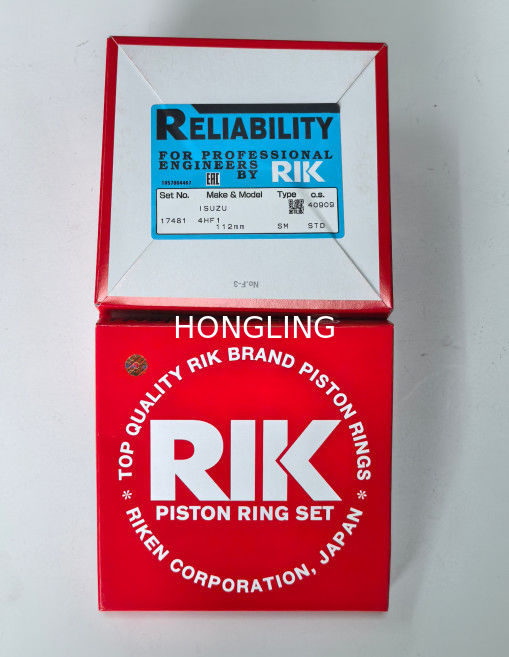 RELIABILITY
FOR PROFESSIONAL
ENGINEERS
BY RIK
EAC
Set No. Make & Model Type o.s.
ISUZU 40909
17481 4HF1
112mm SM STD
No.F-3
HONGLING
TOP QUALITY RIK BRAND PISTON RINGS
RIK
PISTON RING SET
* RIKEN CORPORATION, JAPAN *